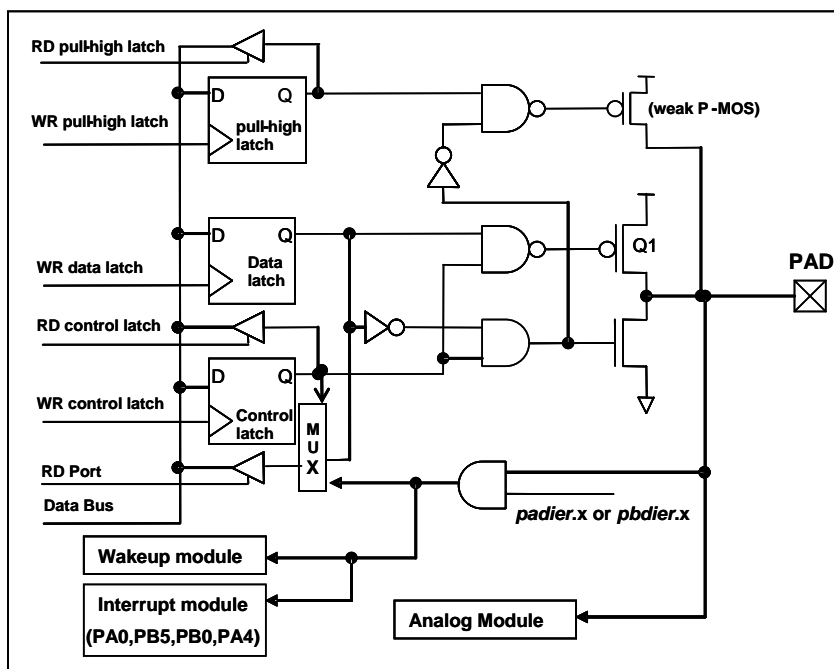 RD pull-high latch
D Q
pull-high
latch
WR pull-high latch
(weak P-MOS)
D Q
Data
latch
WR data latch
Q1
PAD
RD control latch
D Q
Control
latch
WR control latch
M
U
X
RD Port
padier.x or pbdier.x
Data Bus
Wakeup module
Interrupt module
(PA0,PB5,PB0,PA4)
Analog Module